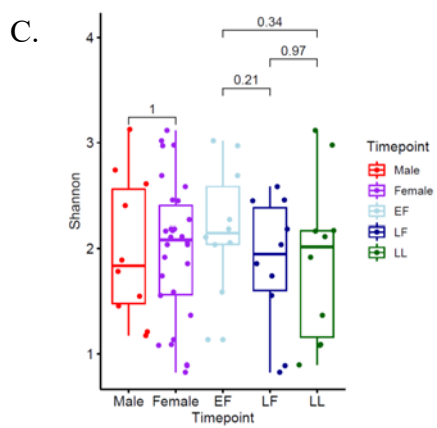 C.
0.34
0.97
0.21
1
4
3
2
1
Shannon
Male Female EF LF LL
Timepoint
Timepoint
Male
Female
EF
LF
LL